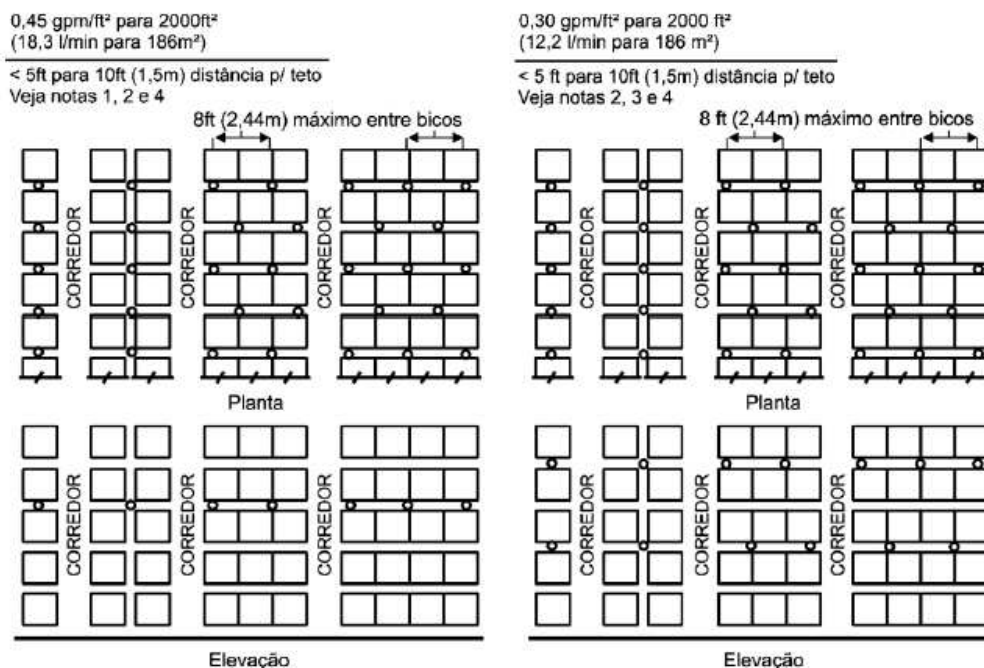 0,45 gpm/ft² para 2000ft²
(18,3 l/min para 186m²)
< 5ft para 10ft (1,5m) distância p/ teto
Veja notas 1, 2 e 4
8ft (2,44m) máximo entre bicos
CORREDOR
CORREDOR
CORREDOR
Planta
CORREDOR
CORREDOR
CORREDOR
Elevação
0,30 gpm/ft² para 2000 ft²
(12,2 l/min para 186 m²)
< 5 ft para 10ft (1,5m) distância p/ teto
Veja notas 2, 3 e 4
8 ft (2,44m) máximo entre bicos
CORREDOR
CORREDOR
CORREDOR
Planta
CORREDOR
CORREDOR
CORREDOR
Elevação